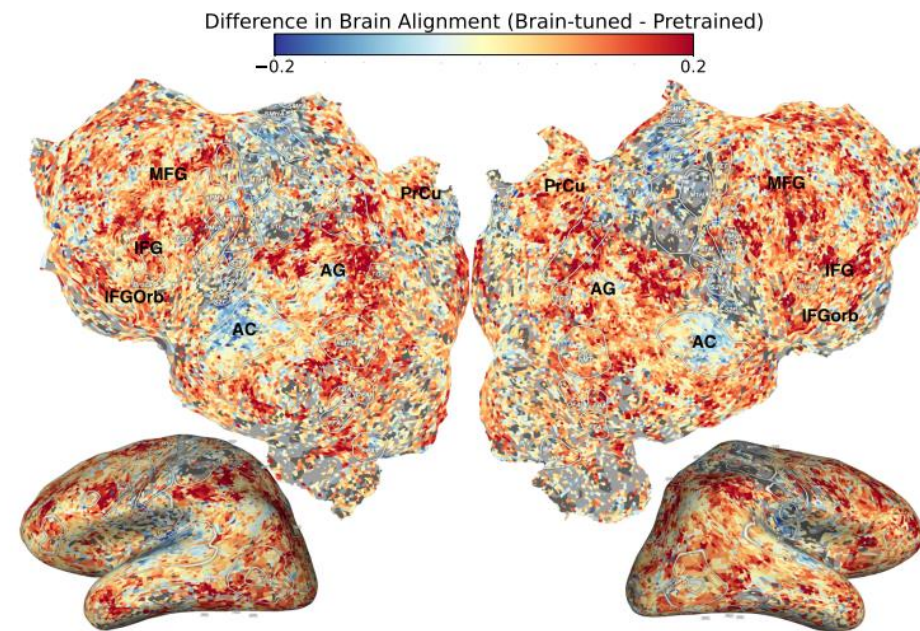 Difference in Brain Alignment (Brain-tuned - Pretrained)
−0.2 0.2
MFG PrCu PrCu MFG
IFG AG AG IFG
IFGOrb IFGorb
AC AC